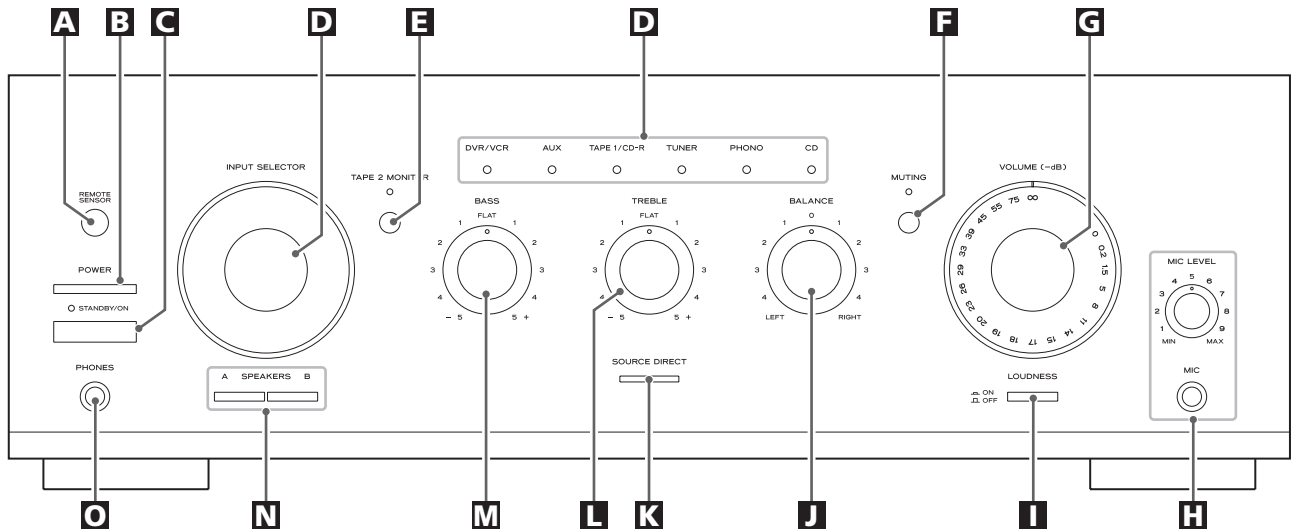 A B C D E D F G
DVR/VCR AUX TAPE 1/CD-R TUNER PHONO CD
INPUT SELECTOR
TAPE 2 MONITOR
MUTING
VOLUME (–dB)
REMOTE
SENSOR
BASS
FLAT
1 1
2 2
3 3
4 4
– 5 5 +
TREBLE
FLAT
1 1
2 2
3 3
4 4
– 5 5 +
BALANCE
0
1 1
2 2
3 3
4 4
LEFT RIGHT
∞ 0 0.2 1.5 5 8 11 14 15 17 18 19 20 23 26 29 33 39 45 55 75
POWER
STANDBY/ON
MIC LEVEL
MIN 1 2 3 4 5 6 7 8 9 MAX
SOURCE DIRECT
PHONES
A SPEAKERS B
LOUDNESS
ON
OFF
MIC
O N M L K J I H